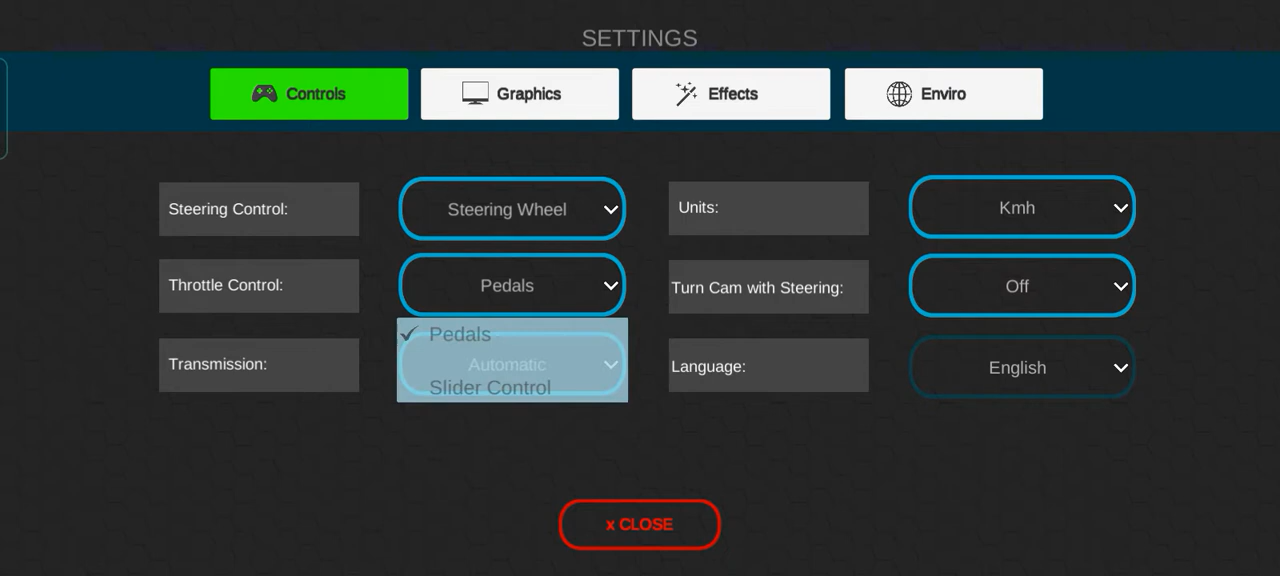 SETTINGS
Controls
Graphics
Effects
Enviro
Steering Control:
Steering Wheel
Units:
Kmh
Throttle Control:
Pedals
Turn Cam with Steering:
Off
Pedals
Transmission:
Automatic
Language:
English
Slider Control
x CLOSE